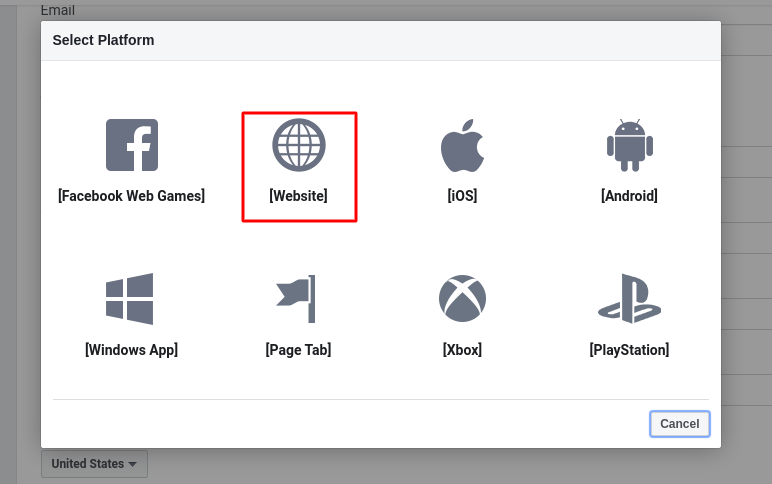 Email
Select Platform
[Facebook Web Games] [Website] [iOS] [Android]
[Windows App] [Page Tab] [Xbox] [PlayStation]
Cancel
United States